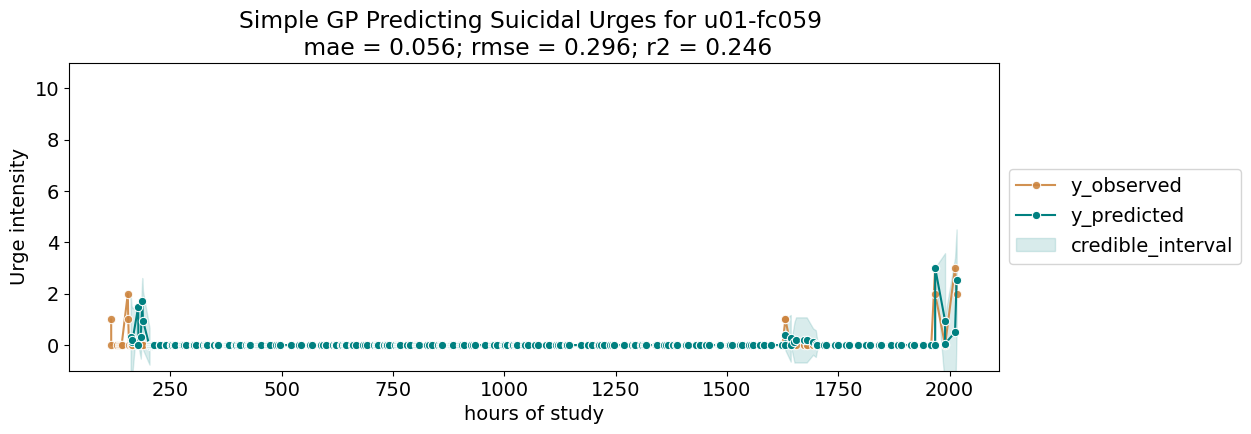 Simple GP Predicting Suicidal Urges for u01-fc059
mae = 0.056; rmse = 0.296; r2 = 0.246
10
8
6
4
2
0
Urge intensity
250
500
750
1000
1250
1500
1750
2000
hours of study
y_observed
y_predicted
credible_interval